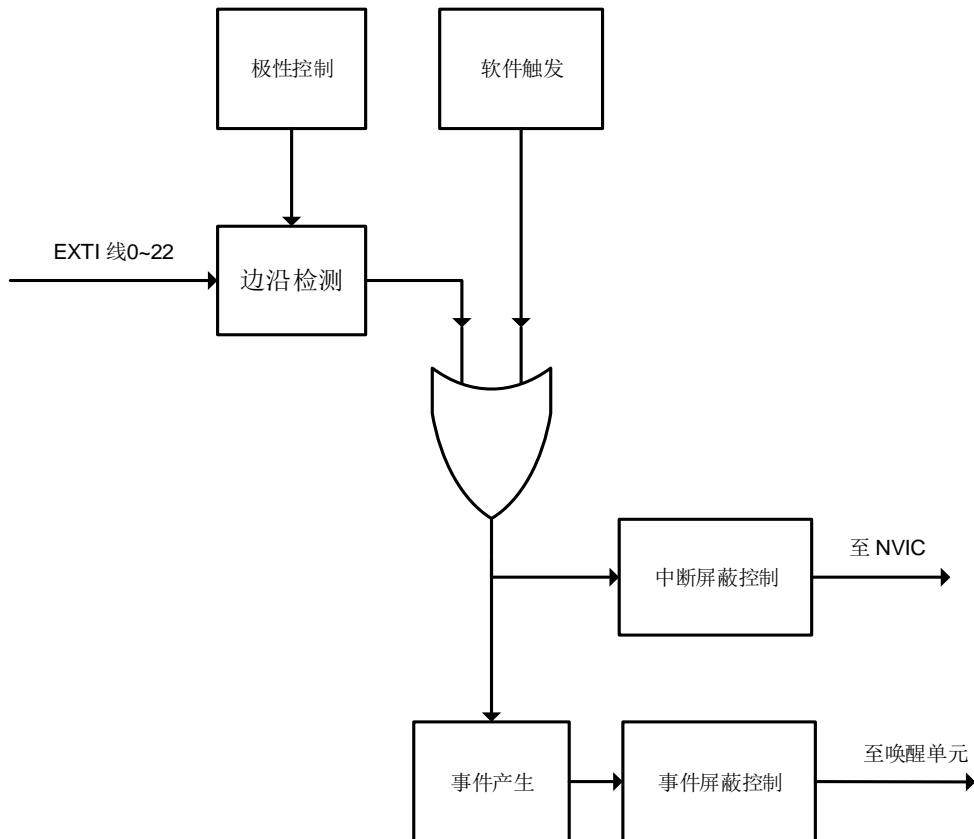 极性控制
软件触发
EXTI 线0~22
边沿检测
至 NVIC
中断屏蔽控制
至唤醒单元
事件产生
事件屏蔽控制